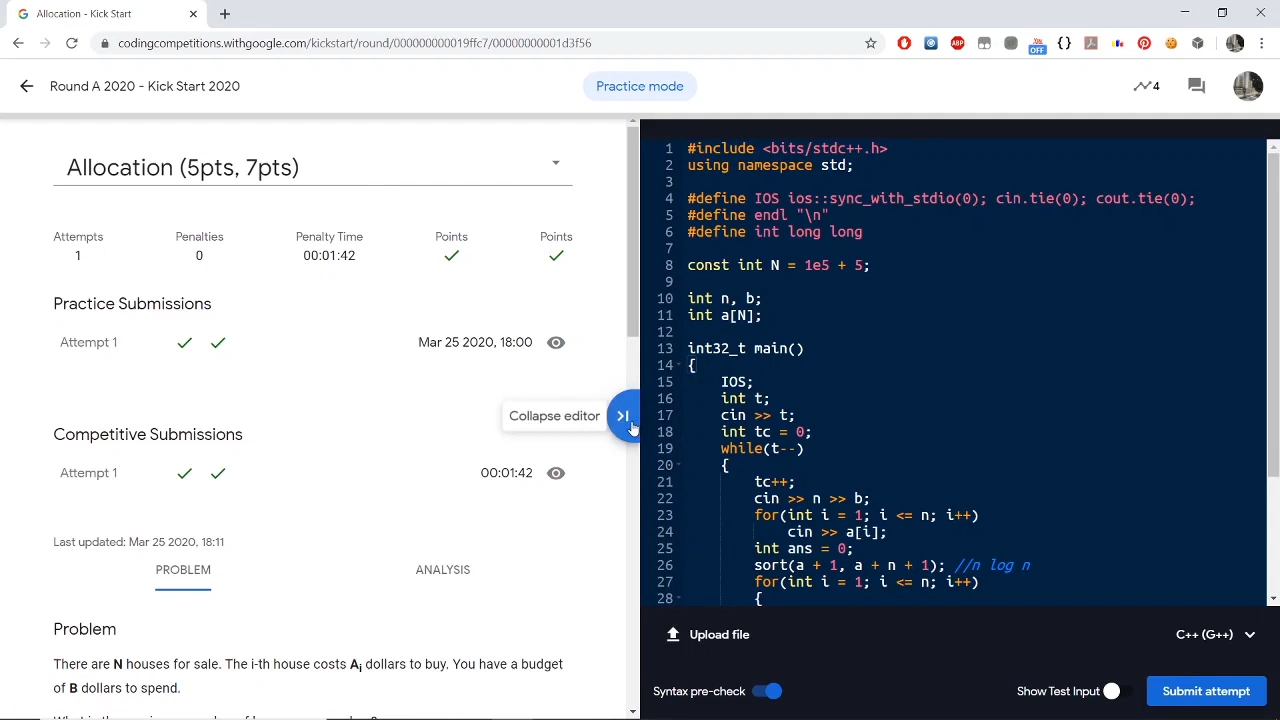 Allocation - Kick Start
codingcompetitions.withgoogle.com/kickstart/round/000000000019ffc7/00000000001d3f56
ABP
OFF
Round A 2020 - Kick Start 2020
Practice mode
4
Allocation (5pts, 7pts)
Attempts Penalties Penalty Time Points Points
1 0 00:01:42
Practice Submissions
Attempt 1 Mar 25 2020, 18:00
Collapse editor
Competitive Submissions
Attempt 1 00:01:42
Last updated: Mar 25 2020, 18:11
PROBLEM ANALYSIS
Problem
There are N houses for sale. The i-th house costs Ai dollars to buy. You have a budget
of B dollars to spend.
1 #include <bits/stdc++.h>
2 using namespace std;
3
4 #define IOS ios::sync_with_stdio(0); cin.tie(0); cout.tie(0);
5 #define endl "\n"
6 #define int long long
7
8 const int N = 1e5 + 5;
9
10 int n, b;
11 int a[N];
12
13 int32_t main()
14 {
15 IOS;
16 int t;
17 cin >> t;
18 int tc = 0;
19 while(t--)
20 {
21 tc++;
22 cin >> n >> b;
23 for(int i = 1; i <= n; i++)
24 cin >> a[i];
25 int ans = 0;
26 sort(a + 1, a + n + 1); //n log n
27 for(int i = 1; i <= n; i++)
28 {
Upload file
C++ (G++)
Syntax pre-check
Show Test Input
Submit attempt